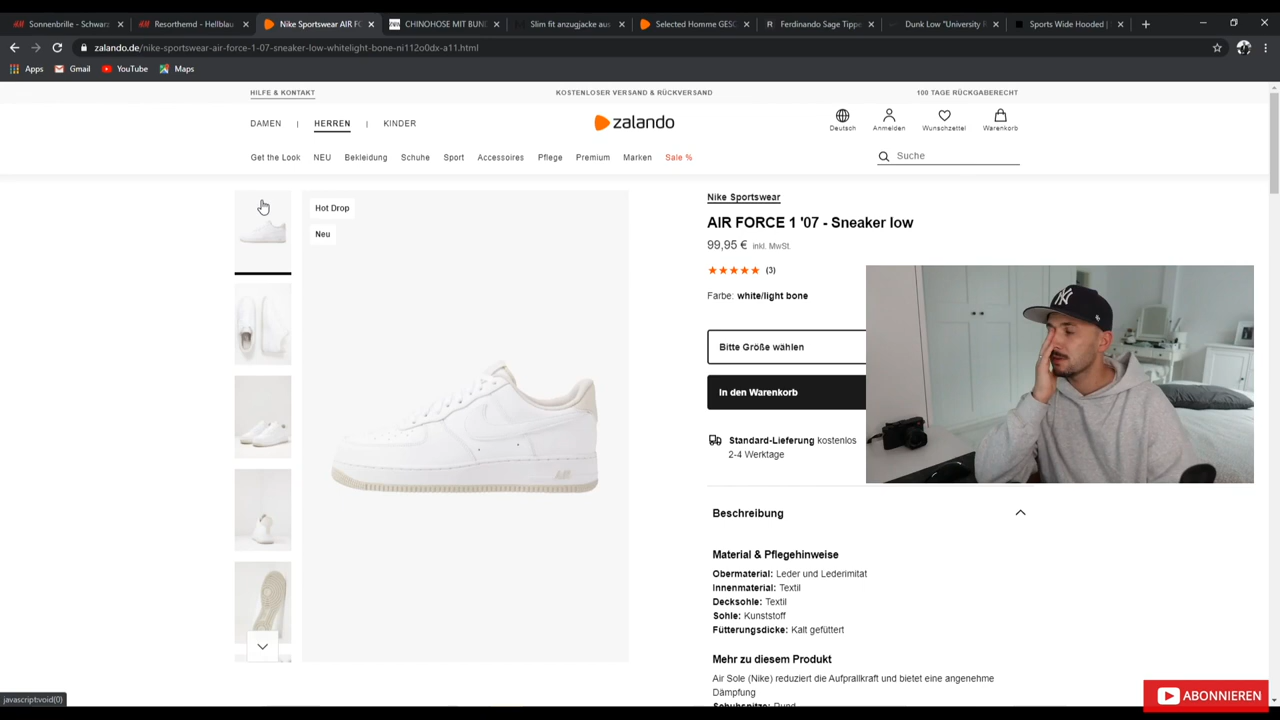 Sonnenbrille - Schwarz
Resorthemd - Hellblau
Nike Sportswear AIR FO
CHINOHOSE MIT BUND
Slim fit anzugjacke aus
Selected Homme GESC
Ferdinando Sage Tippe
Dunk Low "University
Sports Wide Hooded
zalando.de/nike-sportswear-air-force-1-07-sneaker-low-whitelight-bone-ni112o0dx-a11.html
Apps
Gmail
YouTube
Maps
HILFE & KONTAKT
KOSTENLOSER VERSAND & RÜCKVERSAND
100 TAGE RÜCKGABERECHT
DAMEN | HERREN | KINDER
zalando
Deutsch
Anmelden
Wunschzettel
Warenkorb
Get the Look NEU Bekleidung Schuhe Sport Accessoires Pflege Premium Marken Sale %
Suche
Hot Drop
Neu
Nike Sportswear
AIR FORCE 1 '07 - Sneaker low
99,95 € inkl. MwSt.
(3)
Farbe: white/light bone
Bitte Größe wählen
In den Warenkorb
Standard-Lieferung kostenlos
2-4 Werktage
Beschreibung
Material & Pflegehinweise
Obermaterial: Leder und Lederimitat
Innenmaterial: Textil
Decksohle: Textil
Sohle: Kunststoff
Fütterungsdicke: Kalt gefüttert
Mehr zu diesem Produkt
Air Sole (Nike) reduziert die Aufprallkraft und bietet eine angenehme
Dämpfung
Schuhspitze: Rund
javascript:void(0)
ABONNIEREN